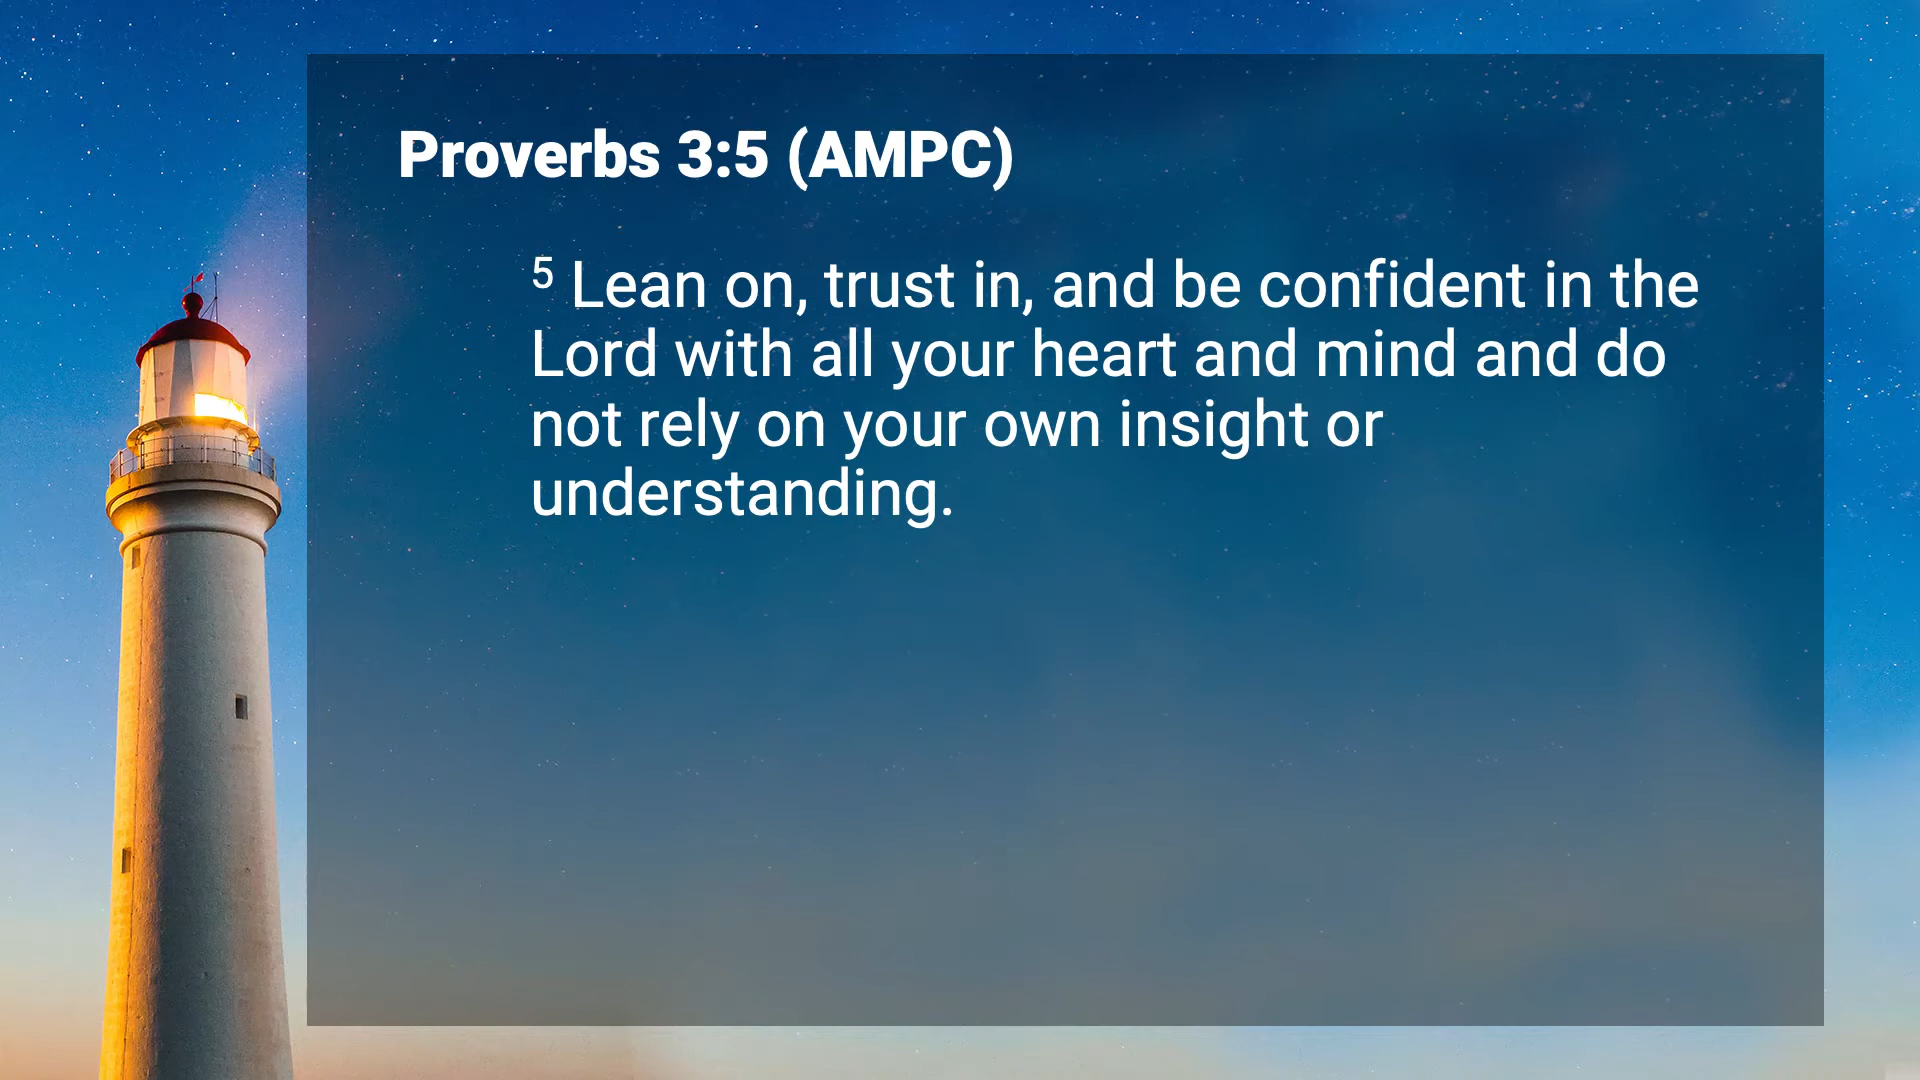 Proverbs 3:5 (AMPC)
5 Lean on, trust in, and be confident in the
Lord with all your heart and mind and do
not rely on your own insight or
understanding.